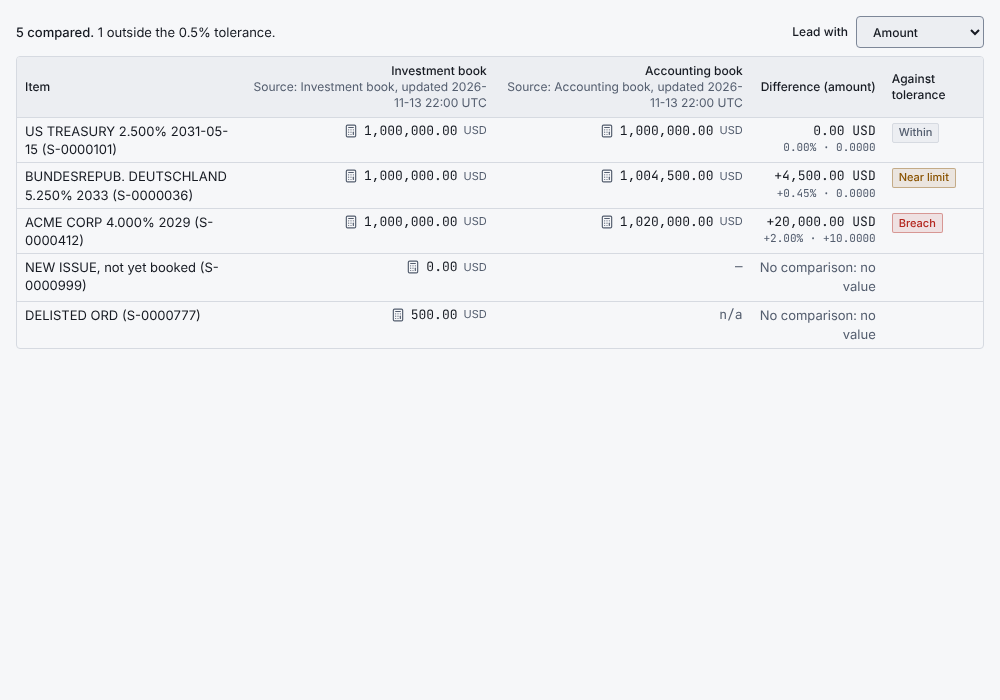 5 compared. 1 outside the 0.5% tolerance.
Lead with Amount
Item
Investment book
Source: Investment book, updated 2026-
11-13 22:00 UTC
Accounting book
Source: Accounting book, updated 2026-
11-13 22:00 UTC
Difference (amount)
Against
tolerance
US TREASURY 2.500% 2031-05-
15 (S-0000101)
1,000,000.00 USD
1,000,000.00 USD
0.00 USD
0.00% · 0.0000
Within
BUNDESREPUB. DEUTSCHLAND
5.250% 2033 (S-0000036)
1,000,000.00 USD
1,004,500.00 USD
+4,500.00 USD
+0.45% · 0.0000
Near limit
ACME CORP 4.000% 2029 (S-
0000412)
1,000,000.00 USD
1,020,000.00 USD
+20,000.00 USD
+2.00% · +10.0000
Breach
NEW ISSUE, not yet booked (S-
0000999)
0.00 USD
—
No comparison: no
value
DELISTED ORD (S-0000777)
500.00 USD
n/a
No comparison: no
value